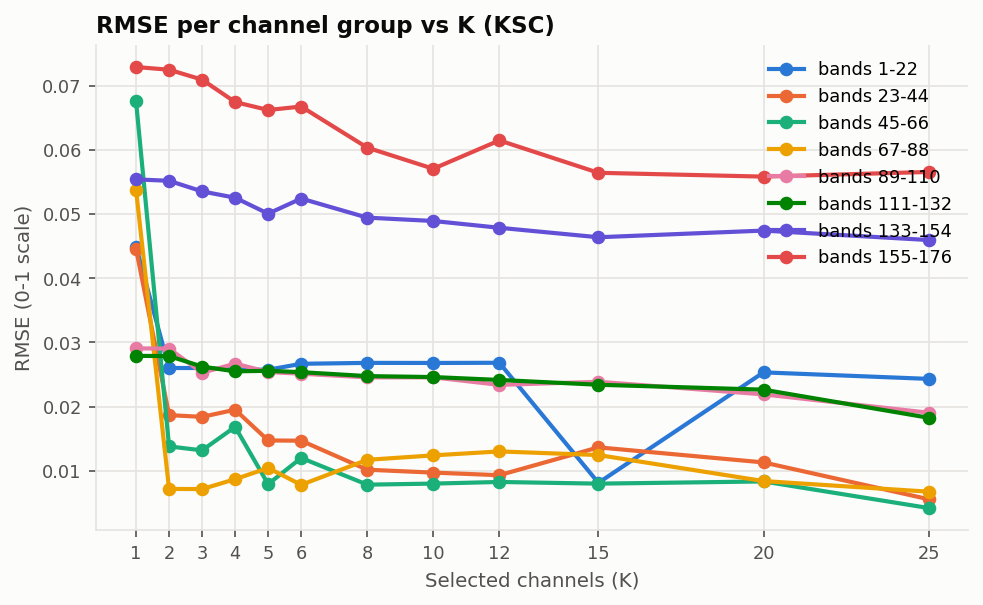 RMSE per channel group vs K (KSC)
RMSE (0-1 scale)
0.07
0.06
0.05
0.04
0.03
0.02
0.01
bands 1-22
bands 23-44
bands 45-66
bands 67-88
bands 89-110
bands 111-132
bands 133-154
bands 155-176
1 2 3 4 5 6 8 10 12 15 20 25
Selected channels (K)